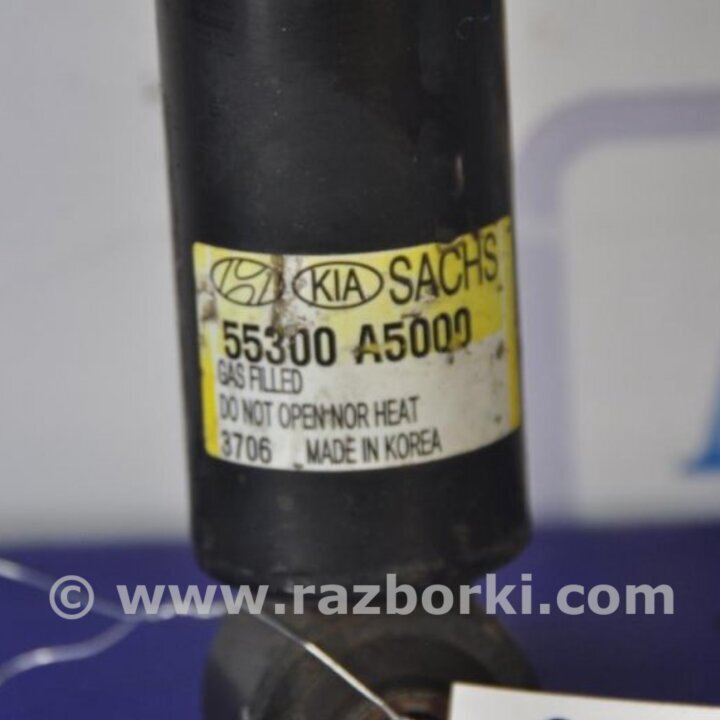 KIA SACHS
55300 A5000
GAS FILLED
DO NOT OPEN NOR HEAT
3706 MADE IN KOREA
© www.razborki.com